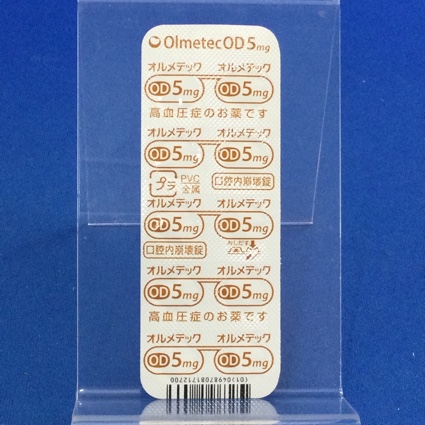 OlmetecOD5mg
オルメテック オルメテック
OD5mg OD5mg
高血圧症のお薬です
オルメテック オルメテック
OD5mg OD5mg
プラ PVC 金属 口腔内崩壊錠
オルメテック オルメテック
OD5mg OD5mg
口腔内崩壊錠 おしだす
オルメテック オルメテック
OD5mg OD5mg
高血圧症のお薬です
オルメテック オルメテック
OD5mg OD5mg
(01)04987081712700